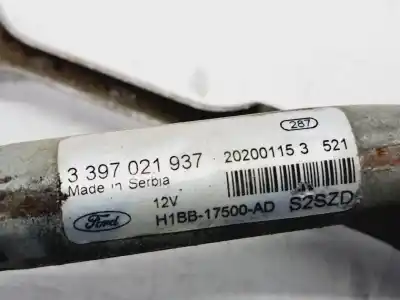 287
3 397 021 937 20200115 3 521
Made in Serbia
12V
Ford H1BB-17500-AD S2SZD